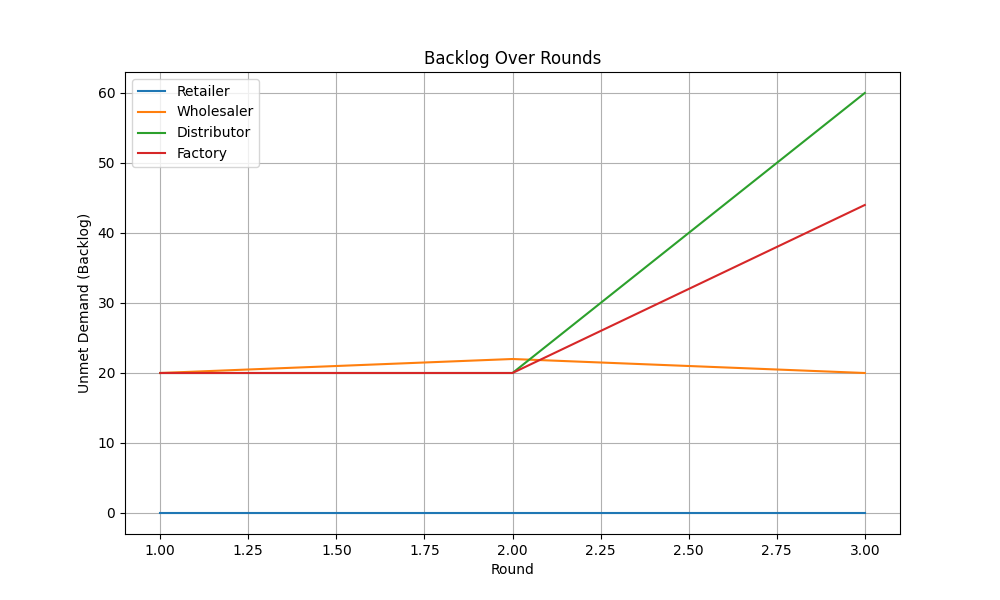 Backlog Over Rounds
Retailer
Wholesaler
Distributor
Factory
Unmet Demand (Backlog)
60
50
40
30
20
10
0
1.00 1.25 1.50 1.75 2.00 2.25 2.50 2.75 3.00
Round